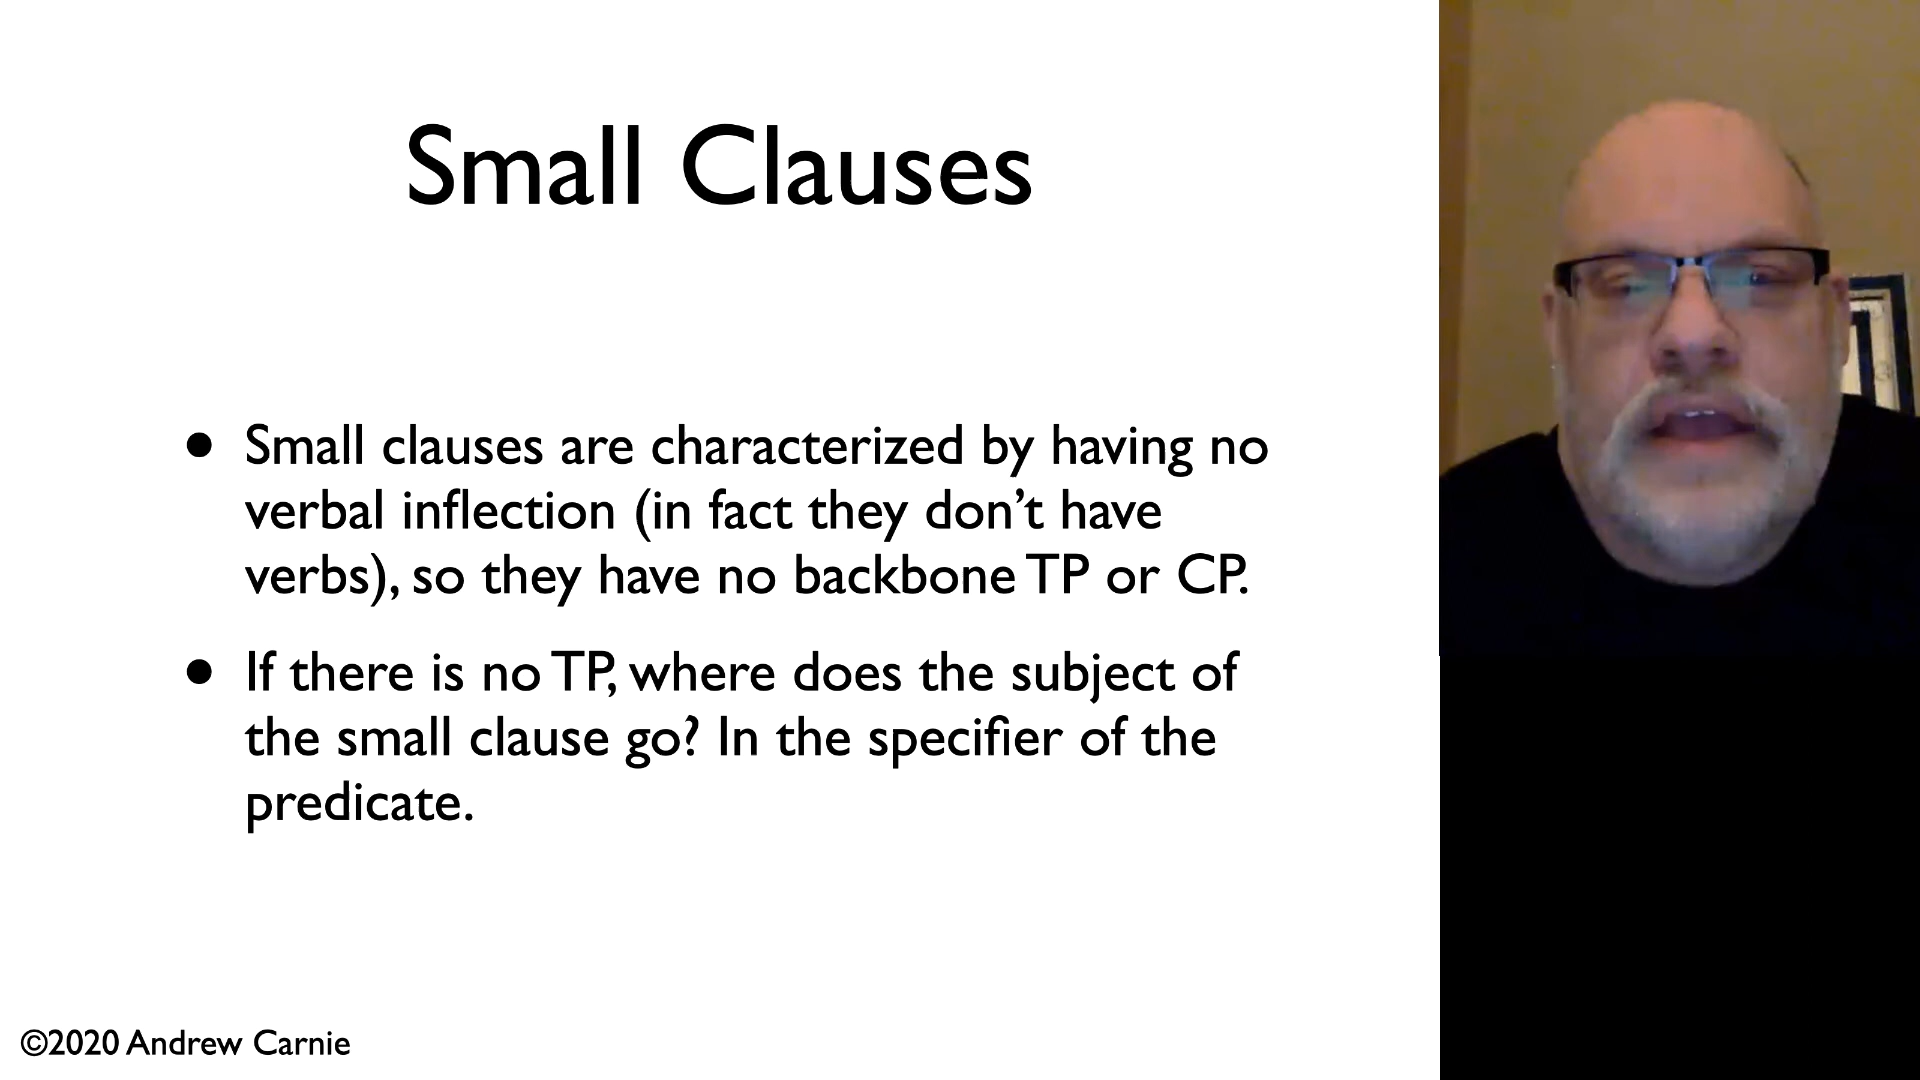 Small Clauses
• Small clauses are characterized by having no
verbal inflection (in fact they don’t have
verbs), so they have no backbone TP or CP.
• If there is no TP, where does the subject of
the small clause go? In the specifier of the
predicate.
©2020 Andrew Carnie